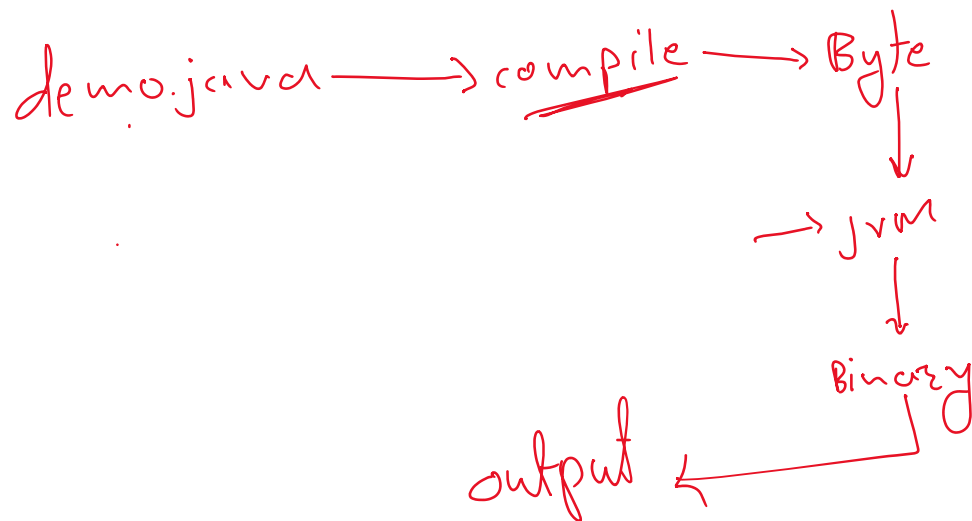 demo.java → compile → Byte
→ jvm
Binary
output